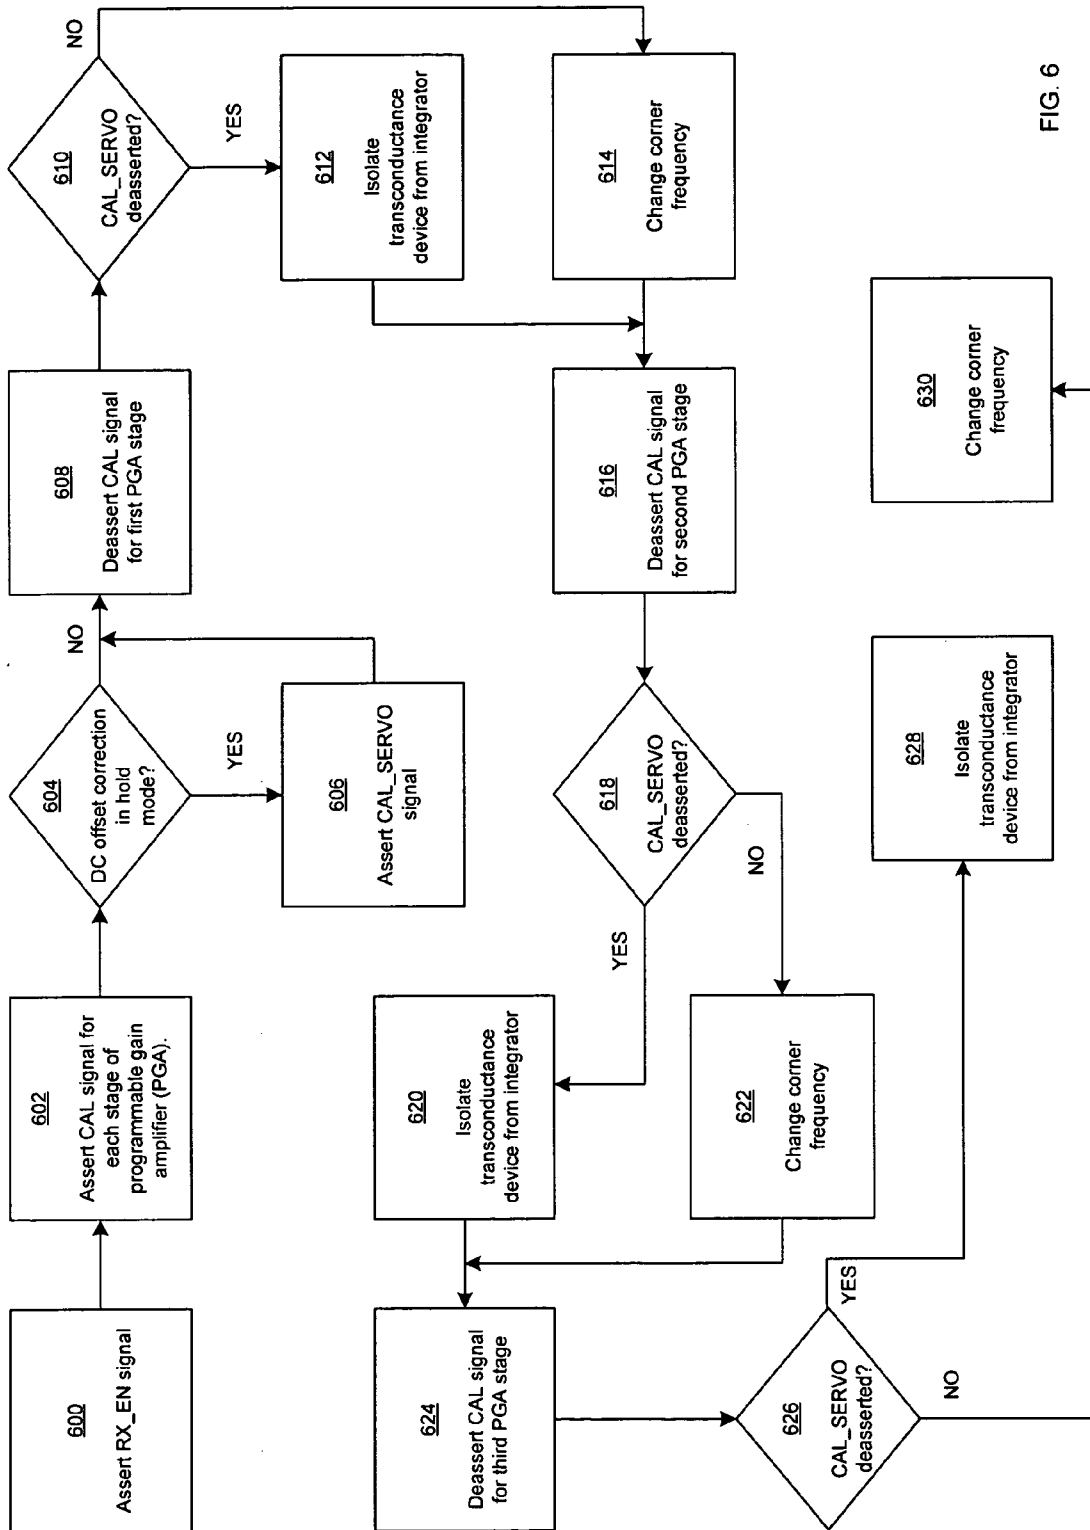 600
Assert RX_EN signal
602
Assert CAL signal for
each stage of
programmable gain
amplifier (PGA).
604
DC offset correction
in hold
mode?
NO
YES
606
Assert CAL_SERVO
signal
608
Deassert CAL signal
for first PGA stage
610
CAL_SERVO
deasserted?
NO
YES
612
Isolate
transconductance
device from integrator
614
Change corner
frequency
616
Deassert CAL signal
for second PGA stage
618
CAL_SERVO
deasserted?
YES
NO
620
Isolate
transconductance
device from integrator
622
Change corner
frequency
624
Deassert CAL signal
for third PGA stage
626
CAL_SERVO
deasserted?
YES
NO
628
Isolate
transconductance
device from integrator
630
Change corner
frequency
FIG. 6